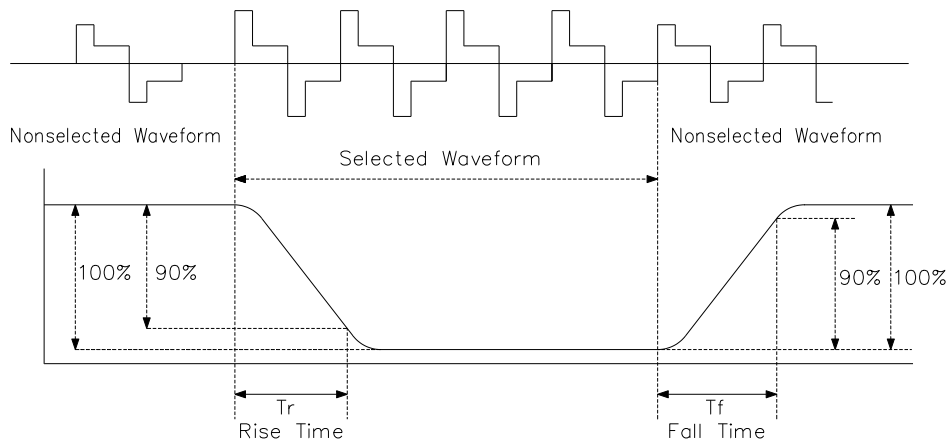 Nonselected Waveform
Nonselected Waveform
Selected Waveform
100%
90%
90%
100%
Tr
Tf
Rise Time
Fall Time